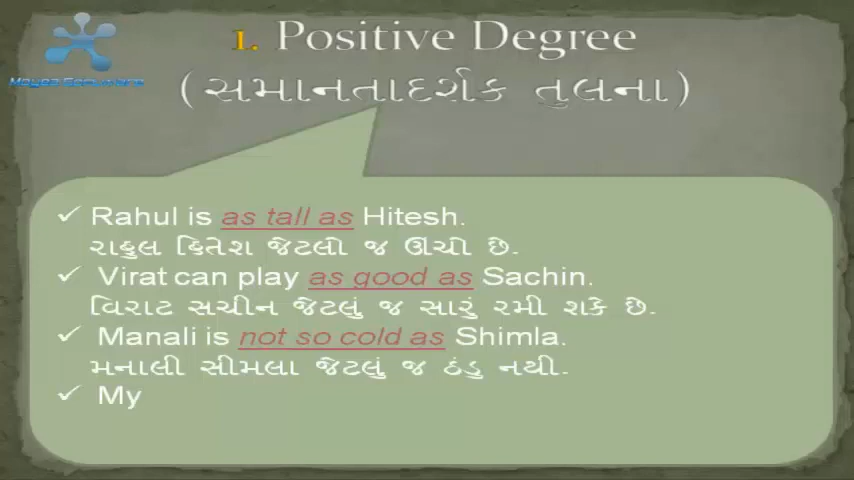 1. Positive Degree
(સમાનતાદર્શક તુલના)
✓ Rahul is as tall as Hitesh.
રાહુલ હિતેશ જેટલો જ ઊંચો છે.
✓ Virat can play as good as Sachin.
વિરાટ સચીન જેટલું જ સારું રમી શકે છે.
✓ Manali is not so cold as Shimla.
મનાલી સીમલા જેટલું જ ઠંડુ નથી.
✓ My